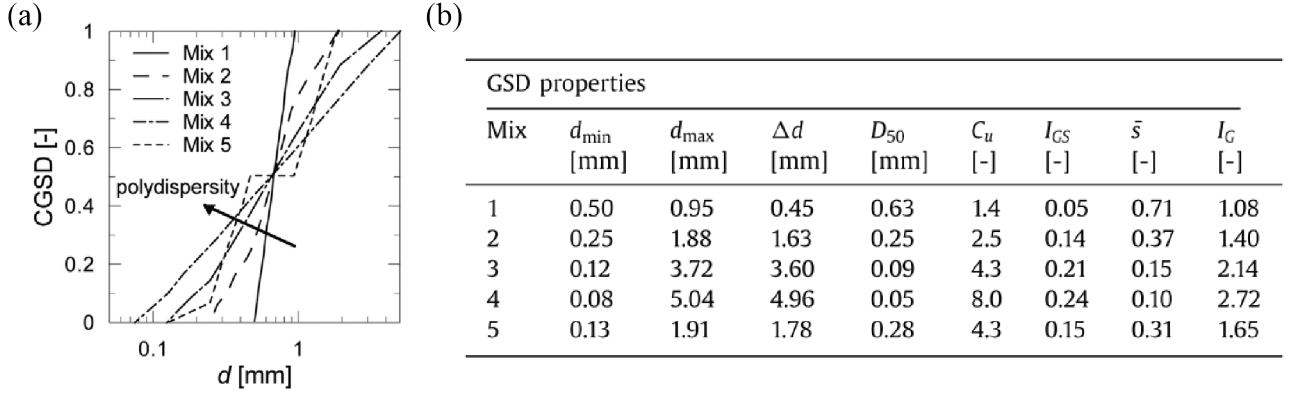 (a)
1
0.8
0.6
0.4
0.2
0
CGSD [-]
Mix 1
Mix 2
Mix 3
Mix 4
Mix 5
polydispersity
0.1 1
d [mm]
(b)
GSD properties
Mix d_min d_max Δd D_50 C_u I_GS s̄ I_G
[mm] [mm] [mm] [mm] [-] [-] [-] [-]
1 0.50 0.95 0.45 0.63 1.4 0.05 0.71 1.08
2 0.25 1.88 1.63 0.25 2.5 0.14 0.37 1.40
3 0.12 3.72 3.60 0.09 4.3 0.21 0.15 2.14
4 0.08 5.04 4.96 0.05 8.0 0.24 0.10 2.72
5 0.13 1.91 1.78 0.28 4.3 0.15 0.31 1.65